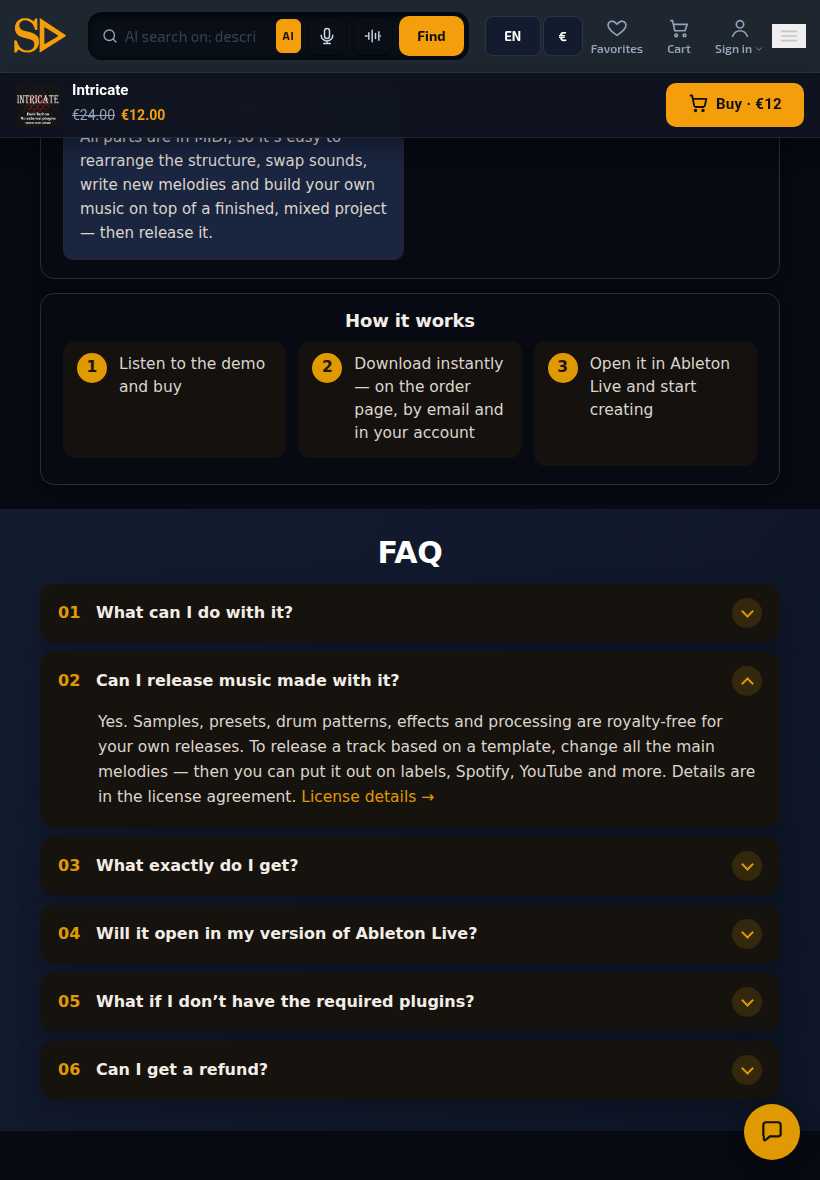 AI search on: descri
AI
Find
EN
€
Favorites
Cart
Sign in
INTRICATE
Intricate
€24.00 €12.00
Buy · €12
All parts are in MIDI, so it's easy to
rearrange the structure, swap sounds,
write new melodies and build your own
music on top of a finished, mixed project
— then release it.
How it works
1
Listen to the demo
and buy
2
Download instantly
— on the order
page, by email and
in your account
3
Open it in Ableton
Live and start
creating
FAQ
01 What can I do with it?
02 Can I release music made with it?
Yes. Samples, presets, drum patterns, effects and processing are royalty-free for
your own releases. To release a track based on a template, change all the main
melodies — then you can put it out on labels, Spotify, YouTube and more. Details are
in the license agreement. License details →
03 What exactly do I get?
04 Will it open in my version of Ableton Live?
05 What if I don’t have the required plugins?
06 Can I get a refund?